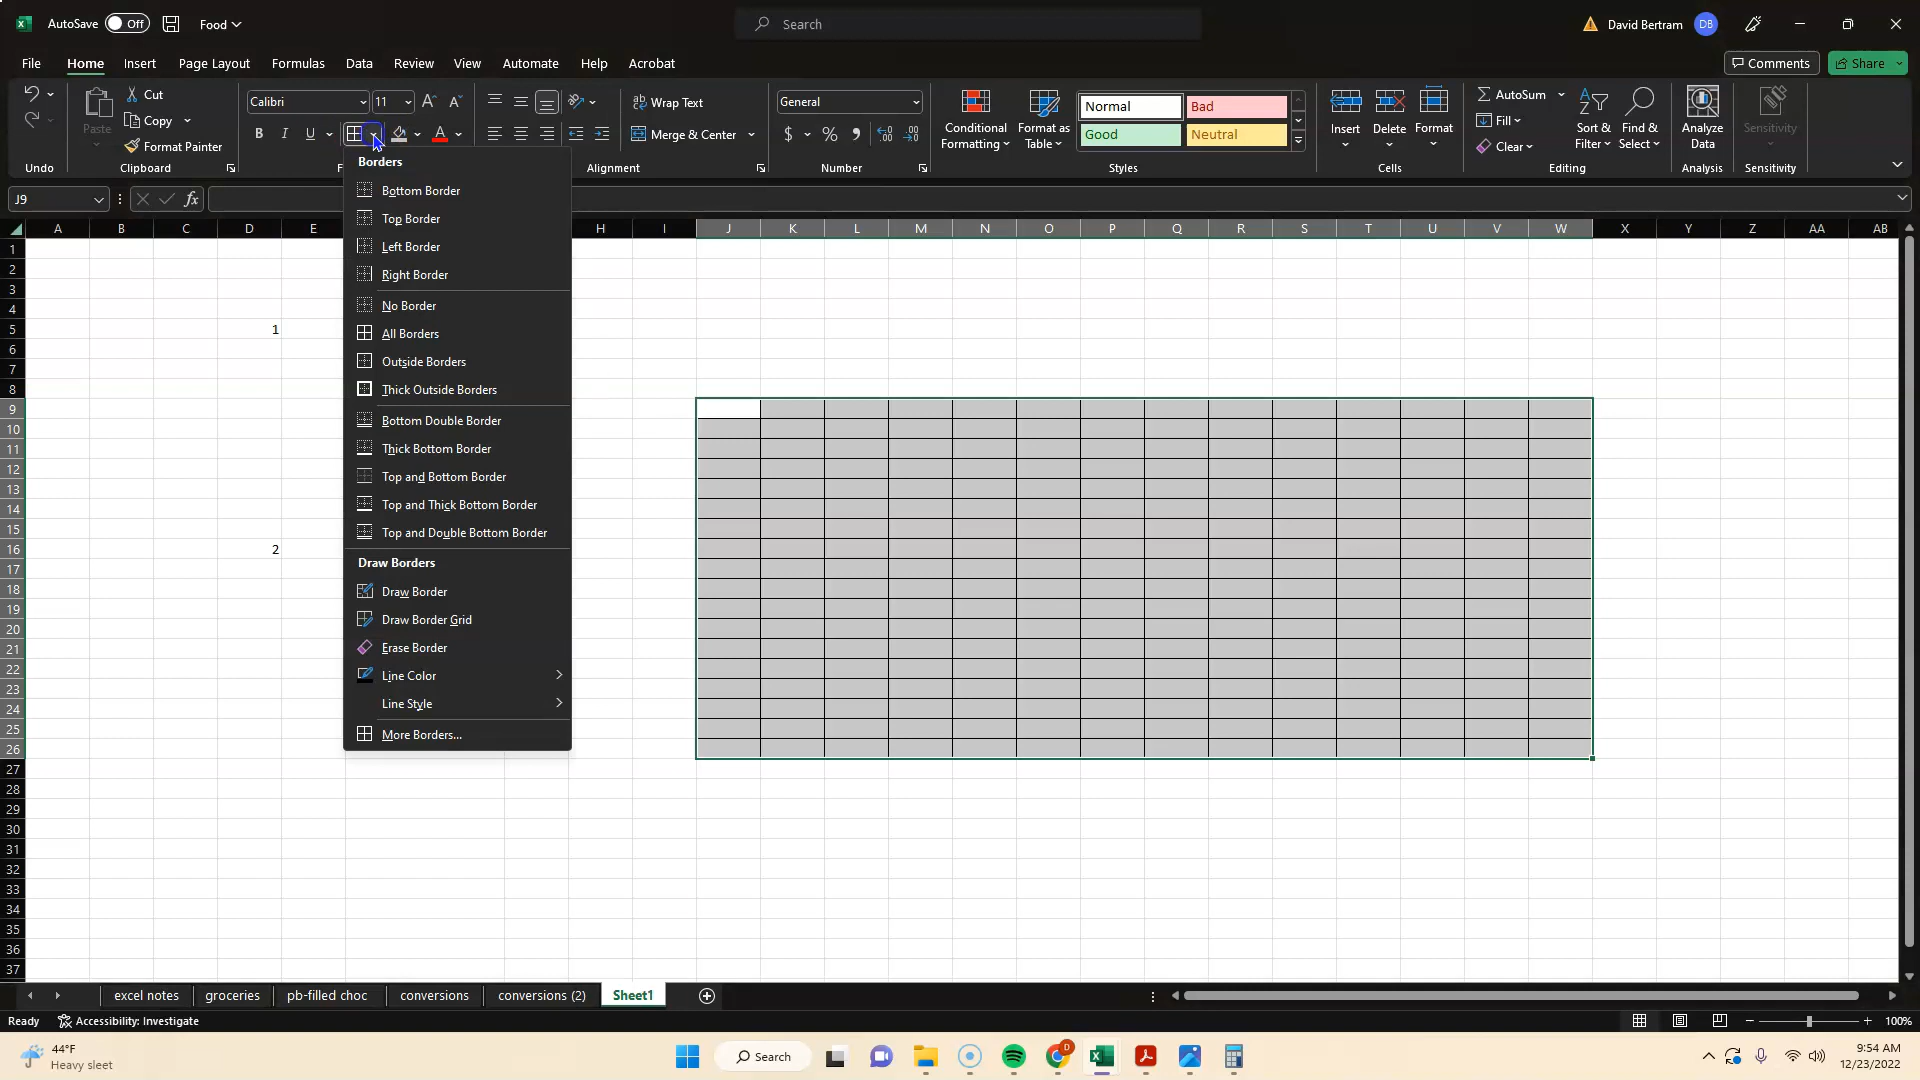 AutoSave Off Food Search David Bertram DB
File Home Insert Page Layout Formulas Data Review View Automate Help Acrobat Comments Share
Cut Calibri 11 Wrap Text General Normal Bad AutoSum
Paste Copy Conditional Formatting Format as Table Insert Delete Format Fill Sort & Filter Find & Select Analyze Data Sensitivity
Format Painter B I U A Merge & Center $ % Good Neutral Clear
Undo Clipboard Alignment Number Styles Cells Editing Analysis Sensitivity
J9 fx
Borders
Bottom Border
Top Border
Left Border
Right Border
No Border
All Borders
Outside Borders
Thick Outside Borders
Bottom Double Border
Thick Bottom Border
Top and Bottom Border
Top and Thick Bottom Border
Top and Double Bottom Border
Draw Borders
Draw Border
Draw Border Grid
Erase Border
Line Color
Line Style
More Borders...
A B C D E H I J K L M N O P Q R S T U V W X Y Z AA AB
1
2
3
4
5 1
6
7
8
9
10
11
12
13
14
15
16 2
17
18
19
20
21
22
23
24
25
26
27
28
29
30
31
32
33
34
35
36
37
excel notes groceries pb-filled choc conversions conversions (2) Sheet1
Ready Accessibility: Investigate 100%
44°F Search 9:54 AM
Heavy sleet 12/23/2022